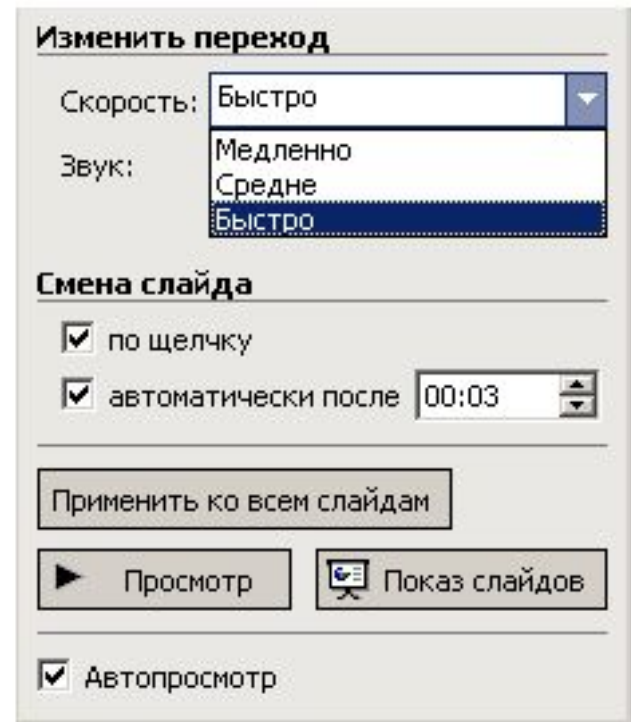 Изменить переход
Скорость: Быстро
Медленно
Звук:
Средне
Быстро
Смена слайда
по щелчку
автоматически после 00:03
Применить ко всем слайдам
Просмотр Показ слайдов
Автопросмотр